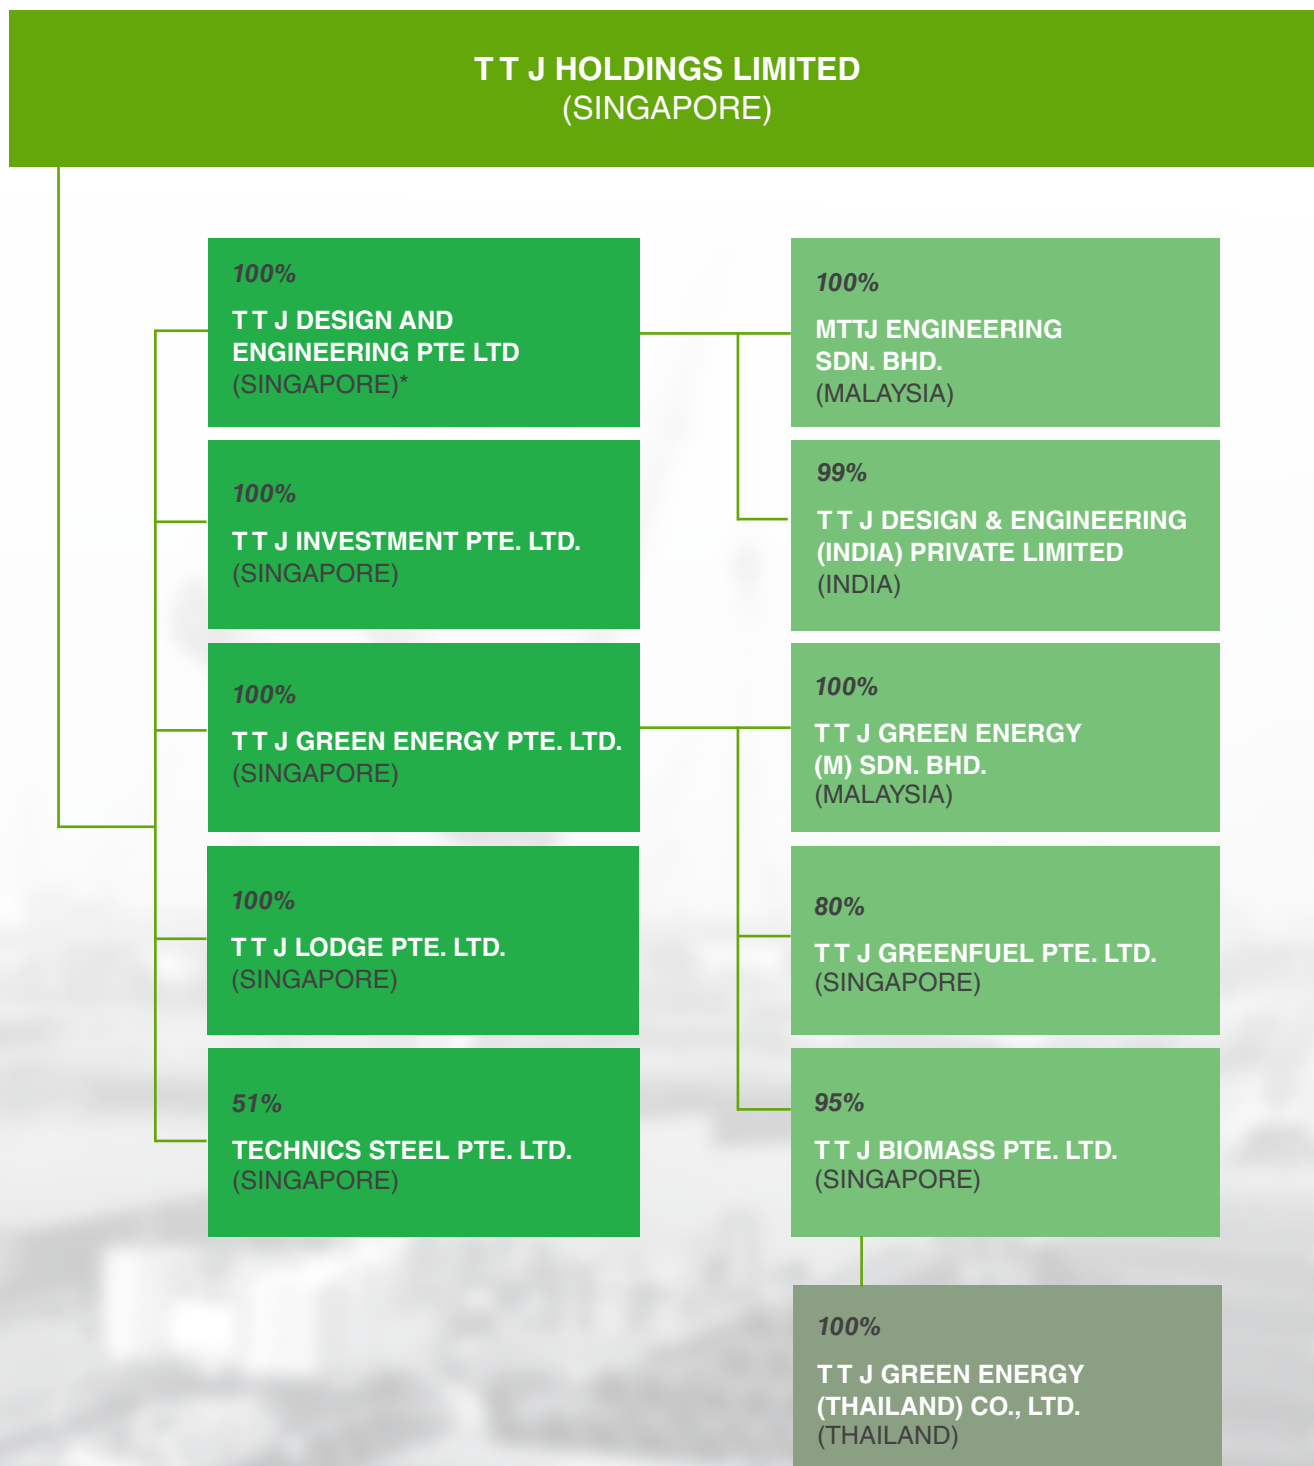 T T J HOLDINGS LIMITED
(SINGAPORE)
100%
T T J DESIGN AND
ENGINEERING PTE LTD
(SINGAPORE)*
100%
MTTJ ENGINEERING
SDN. BHD.
(MALAYSIA)
100%
T T J INVESTMENT PTE. LTD.
(SINGAPORE)
99%
T T J DESIGN & ENGINEERING
(INDIA) PRIVATE LIMITED
(INDIA)
100%
T T J GREEN ENERGY PTE. LTD.
(SINGAPORE)
100%
T T J GREEN ENERGY
(M) SDN. BHD.
(MALAYSIA)
100%
T T J LODGE PTE. LTD.
(SINGAPORE)
80%
T T J GREENFUEL PTE. LTD.
(SINGAPORE)
51%
TECHNICS STEEL PTE. LTD.
(SINGAPORE)
95%
T T J BIOMASS PTE. LTD.
(SINGAPORE)
100%
T T J GREEN ENERGY
(THAILAND) CO., LTD.
(THAILAND)